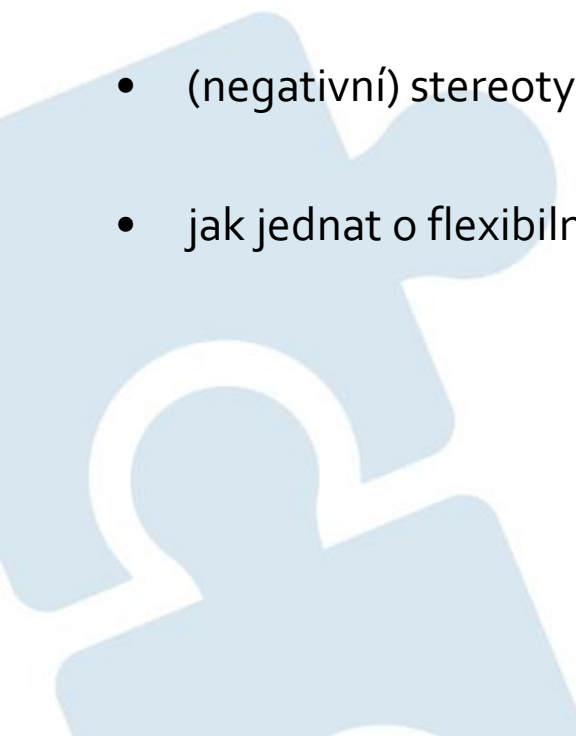 • (negativní) stereoty
• jak jednat o flexibiln